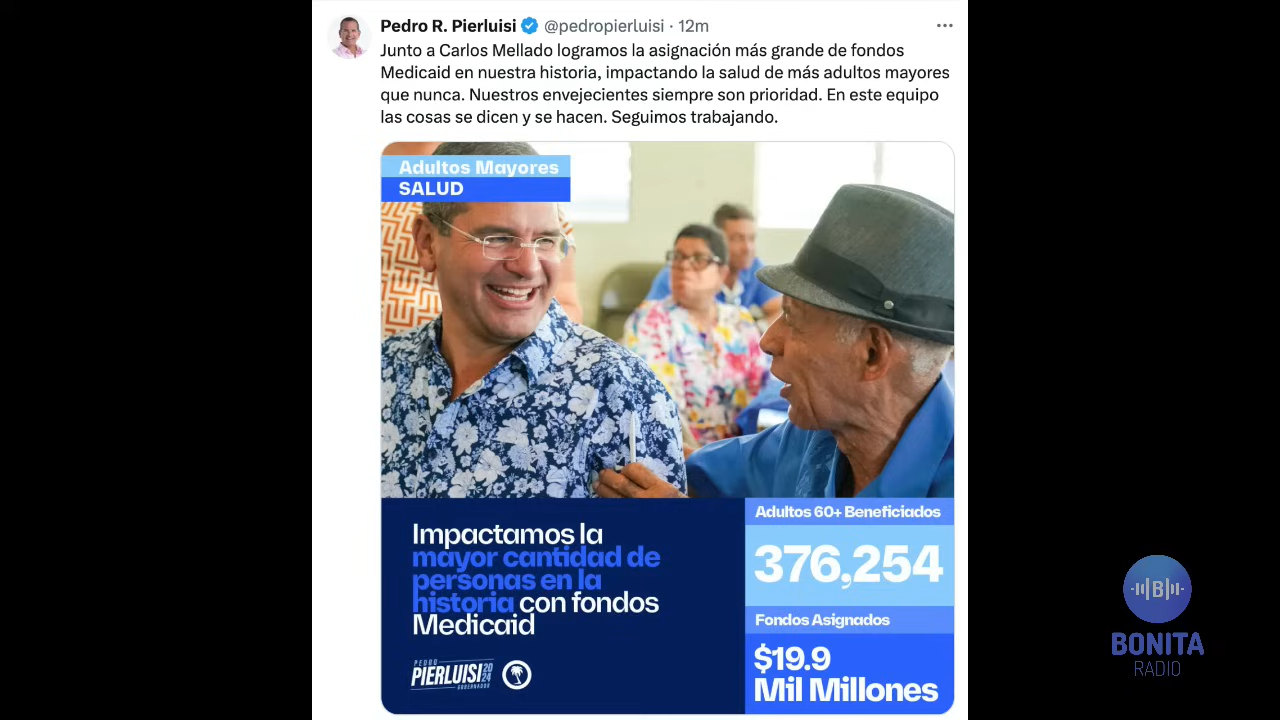 Pedro R. Pierluisi @pedropierluisi · 12m
Junto a Carlos Mellado logramos la asignación más grande de fondos
Medicaid en nuestra historia, impactando la salud de más adultos mayores
que nunca. Nuestros envejecientes siempre son prioridad. En este equipo
las cosas se dicen y se hacen. Seguimos trabajando.
Adultos Mayores
SALUD
Impactamos la
mayor cantidad de
personas en la
historia con fondos
Medicaid
PEDRO
PIERLUISI 2024
GOBERNADOR
Adultos 60+ Beneficiados
376,254
Fondos Asignados
$19.9
Mil Millones
B
BONITA
RADIO